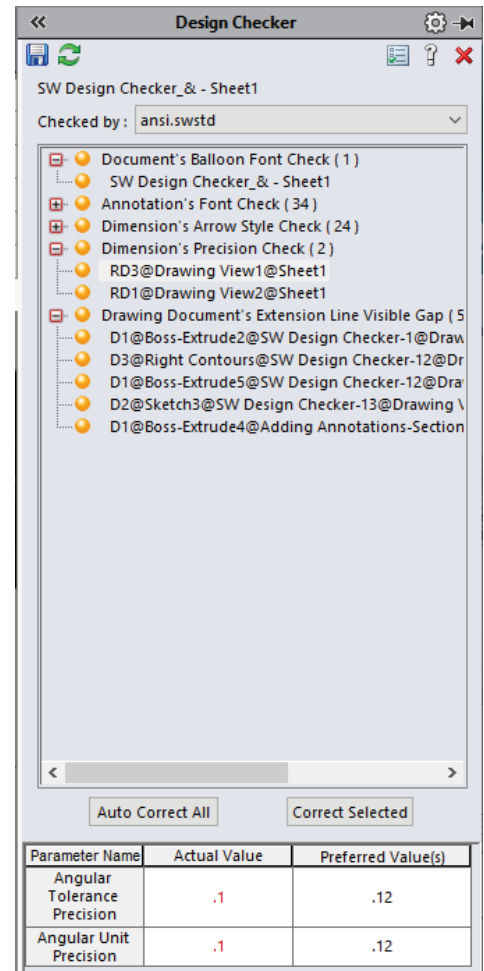 Design Checker
SW Design Checker_& - Sheet1
Checked by : ansi.swstd
Document's Balloon Font Check ( 1 )
SW Design Checker_& - Sheet1
Annotation's Font Check ( 34 )
Dimension's Arrow Style Check ( 24 )
Dimension's Precision Check ( 2 )
RD3@Drawing View1@Sheet1
RD1@Drawing View2@Sheet1
Drawing Document's Extension Line Visible Gap ( 5
D1@Boss-Extrude2@SW Design Checker-1@Draw
D3@Right Contours@SW Design Checker-12@Dr
D1@Boss-Extrude5@SW Design Checker-12@Dra
D2@Sketch3@SW Design Checker-13@Drawing \
D1@Boss-Extrude4@Adding Annotations-Section
Auto Correct All Correct Selected
Parameter Name Actual Value Preferred Value(s)
Angular
Tolerance
Precision
.1 .12
Angular Unit
Precision
.1 .12